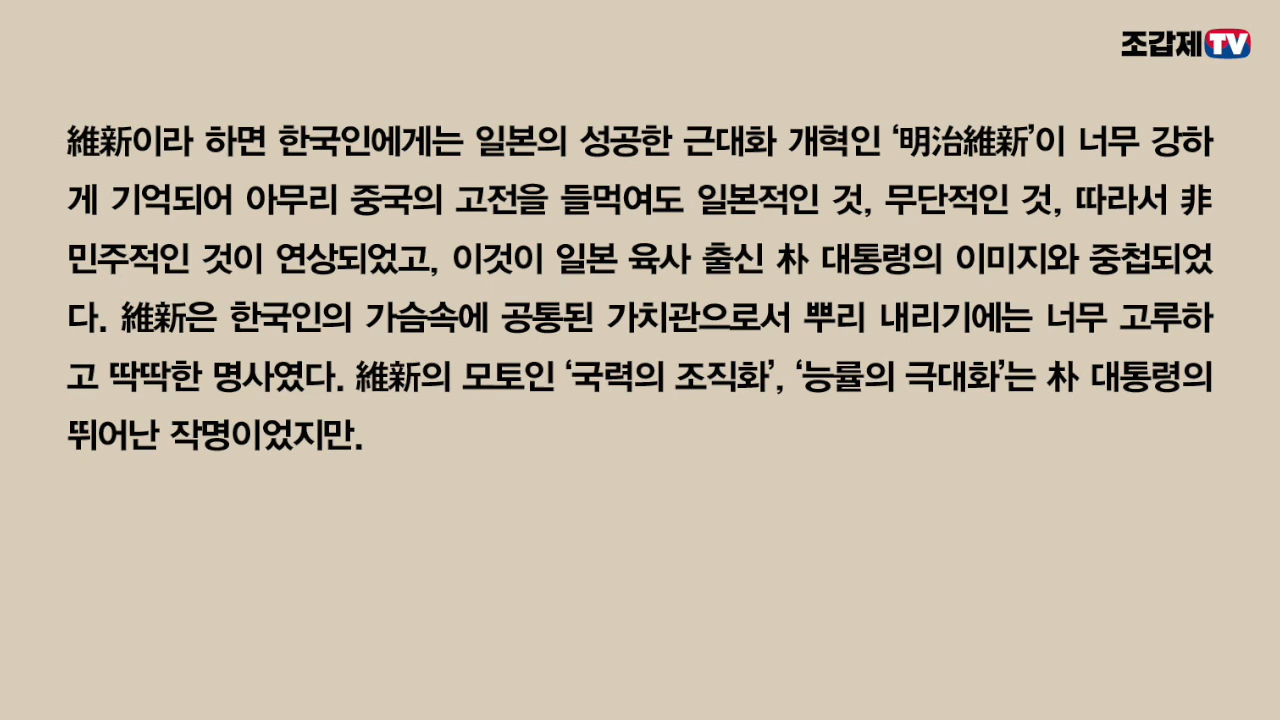 조갑제TV
維新이라 하면 한국인에게는 일본의 성공한 근대화 개혁인 ‘明治維新’이 너무 강하
게 기억되어 아무리 중국의 고전을 들먹여도 일본적인 것, 무단적인 것, 따라서 非
민주적인 것이 연상되었고, 이것이 일본 육사 출신 朴 대통령의 이미지와 중첩되었
다. 維新은 한국인의 가슴속에 공통된 가치관으로서 뿌리 내리기에는 너무 고루하
고 딱딱한 명사였다. 維新의 모토인 ‘국력의 조직화’, ‘능률의 극대화’는 朴 대통령의
뛰어난 작명이었지만.